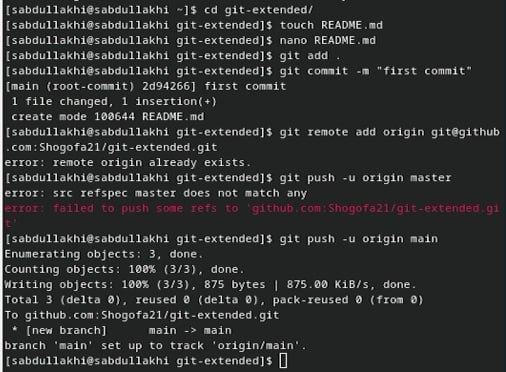 [sabdullakhi@sabdullakhi ~]$ cd git-extended/
[sabdullakhi@sabdullakhi git-extended]$ touch README.md
[sabdullakhi@sabdullakhi git-extended]$ nano README.md
[sabdullakhi@sabdullakhi git-extended]$ git add .
[sabdullakhi@sabdullakhi git-extended]$ git commit -m "first commit"
[main (root-commit) 2d94266] first commit
 1 file changed, 1 insertion(+)
 create mode 100644 README.md
[sabdullakhi@sabdullakhi git-extended]$ git remote add origin git@github
.com:Shogofa21/git-extended.git
error: remote origin already exists.
[sabdullakhi@sabdullakhi git-extended]$ git push -u origin master
error: src refspec master does not match any
error: failed to push some refs to 'github.com:Shogofa21/git-extended.gi
t'
[sabdullakhi@sabdullakhi git-extended]$ git push -u origin main
Enumerating objects: 3, done.
Counting objects: 100% (3/3), done.
Writing objects: 100% (3/3), 875 bytes | 875.00 KiB/s, done.
Total 3 (delta 0), reused 0 (delta 0), pack-reused 0 (from 0)
To github.com:Shogofa21/git-extended.git
 * [new branch]      main -> main
branch 'main' set up to track 'origin/main'.
[sabdullakhi@sabdullakhi git-extended]$